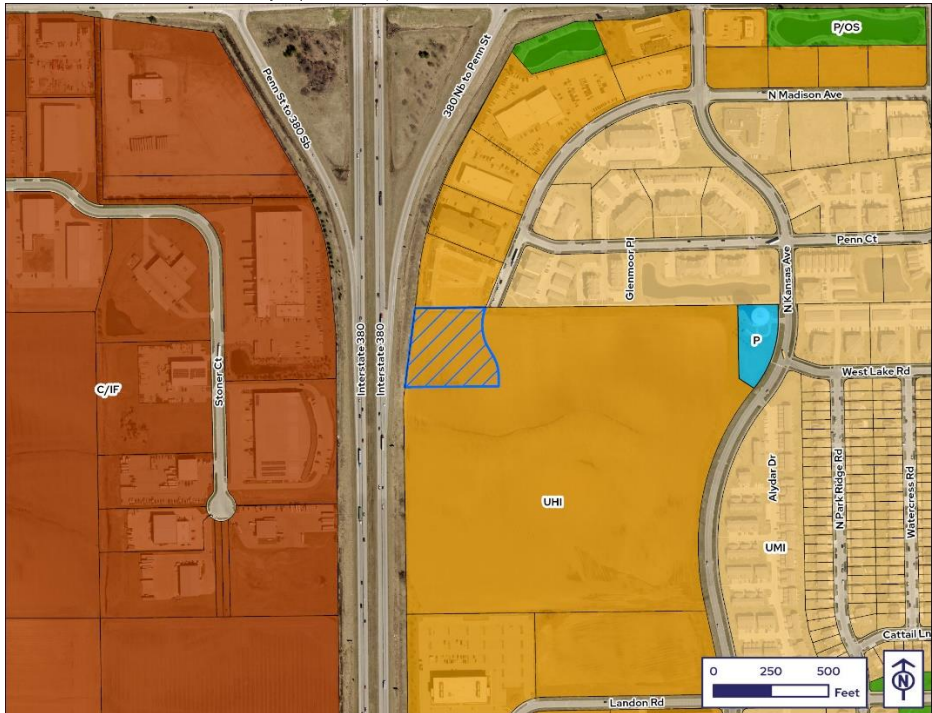 P/OS
Penn St to 380 Sb
380 Nb to Penn St
N Madison Ave
Penn Ct
Glenmoor Pl
N Kansas Ave
Interstate 380
Interstate 380
P
West Lake Rd
C/IF
Stoner Ct
Alydar Dr
N Park Ridge Rd
Watercress Rd
UHI
UMI
Cattail Ln
0 250 500
Feet
N
Landon Rd